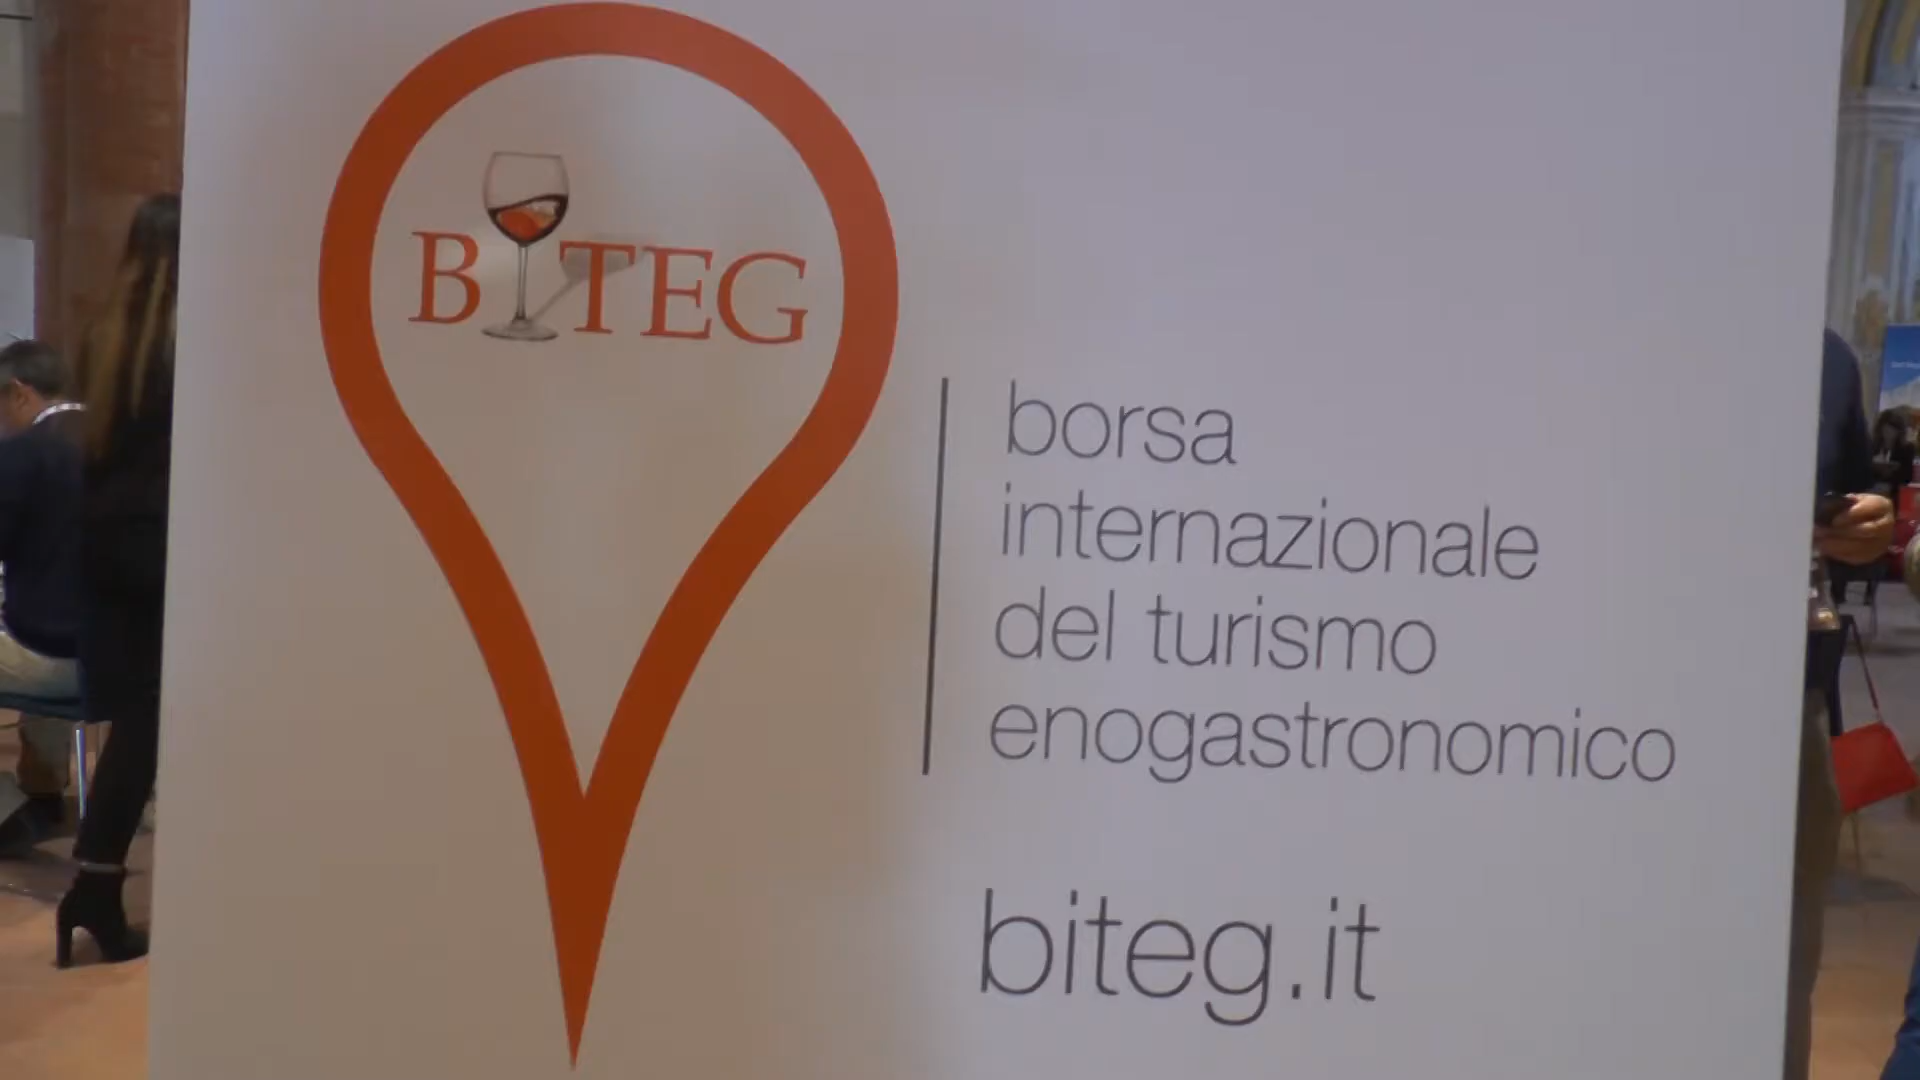 BITEG
borsa
internazionale
del turismo
enogastronomico
biteg.it